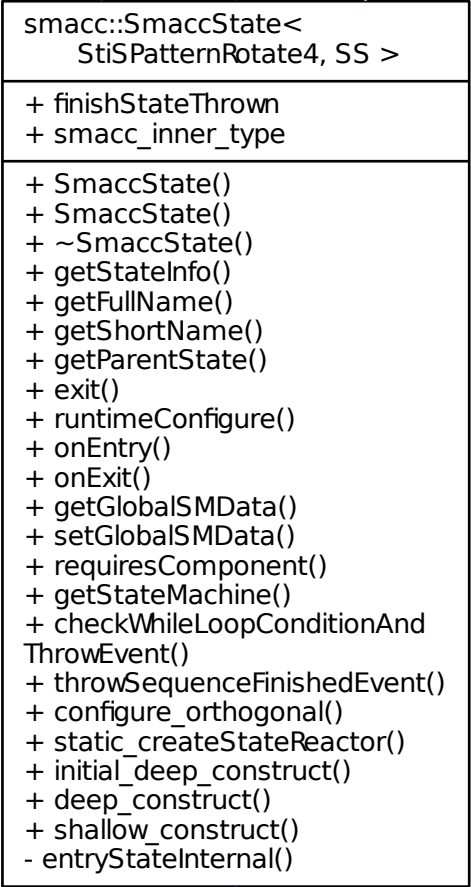 smacc::SmaccState<
StiSPatternRotate4, SS >
+ finishStateThrown
+ smacc_inner_type
+ SmaccState()
+ SmaccState()
+ ~SmaccState()
+ getStateInfo()
+ getFullName()
+ getShortName()
+ getParentState()
+ exit()
+ runtimeConfigure()
+ onEntry()
+ onExit()
+ getGlobalSMData()
+ setGlobalSMData()
+ requiresComponent()
+ getStateMachine()
+ checkWhileLoopConditionAnd
ThrowEvent()
+ throwSequenceFinishedEvent()
+ configure_orthogonal()
+ static_createStateReactor()
+ initial_deep_construct()
+ deep_construct()
+ shallow_construct()
- entryStateInternal()